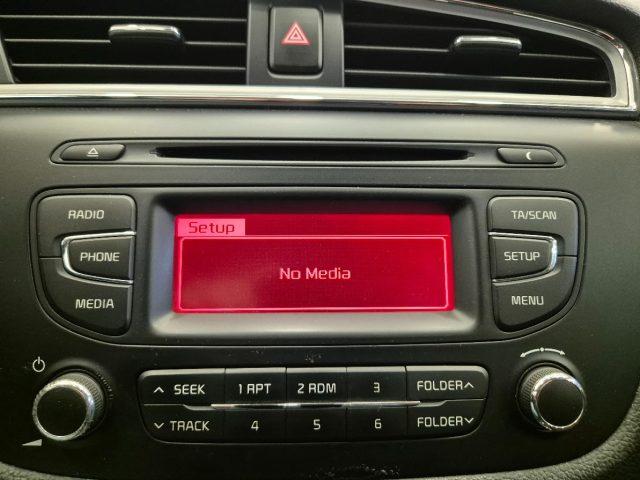 RADIO
TA/SCAN
Setup
PHONE
SETUP
No Media
MEDIA
MENU
SEEK
1 RPT
2 RDM
3
FOLDER
TRACK
4
5
6
FOLDER